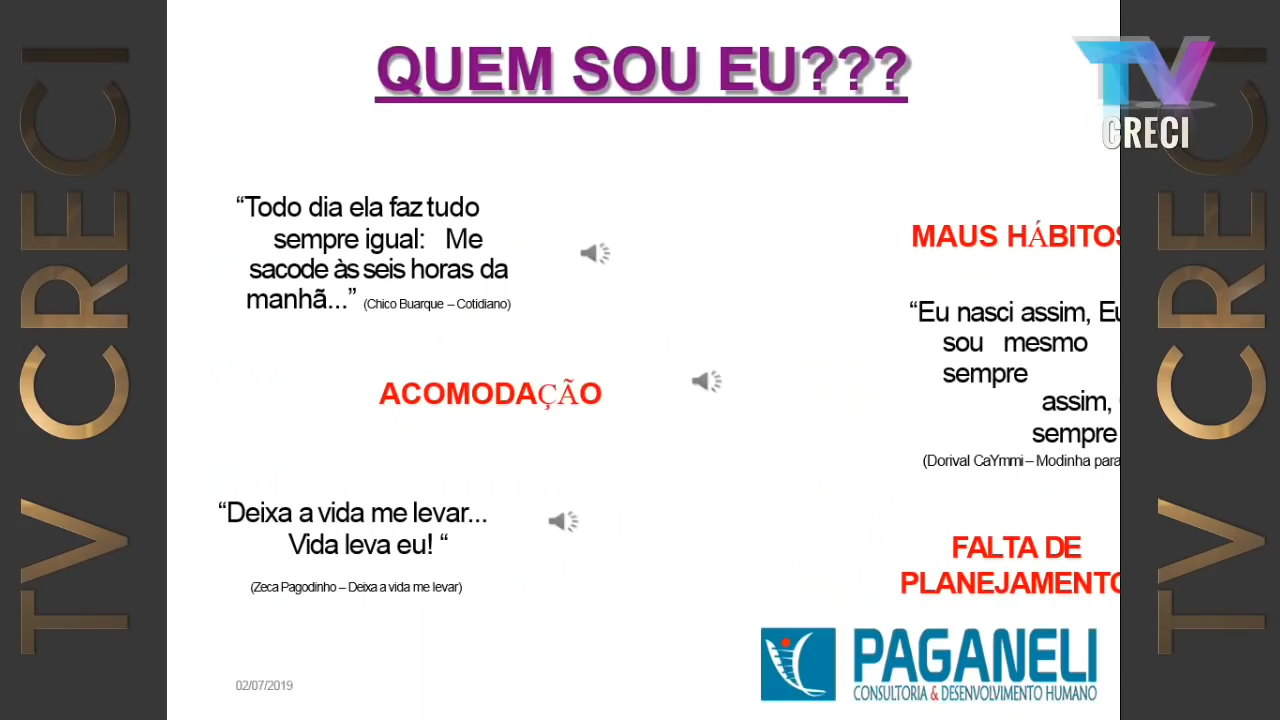 QUEM SOU EU???
TV
CRECI
TV CRECI
TV CRECI
“Todo dia ela faz tudo
sempre igual: Me
sacode às seis horas da
manhã...” (Chico Buarque – Cotidiano)
MAUS HÁBITOS
“Eu nasci assim, Eu
sou mesmo
sempre
assim,
sempre
(Dorival CaYmmi – Modinha para
ACOMODAÇÃO
“Deixa a vida me levar...
Vida leva eu! “
(Zeca Pagodinho – Deixa a vida me levar)
FALTA DE
PLANEJAMENTO
PAGANELI
CONSULTORIA & DESENVOLVIMENTO HUMANO
02/07/2019